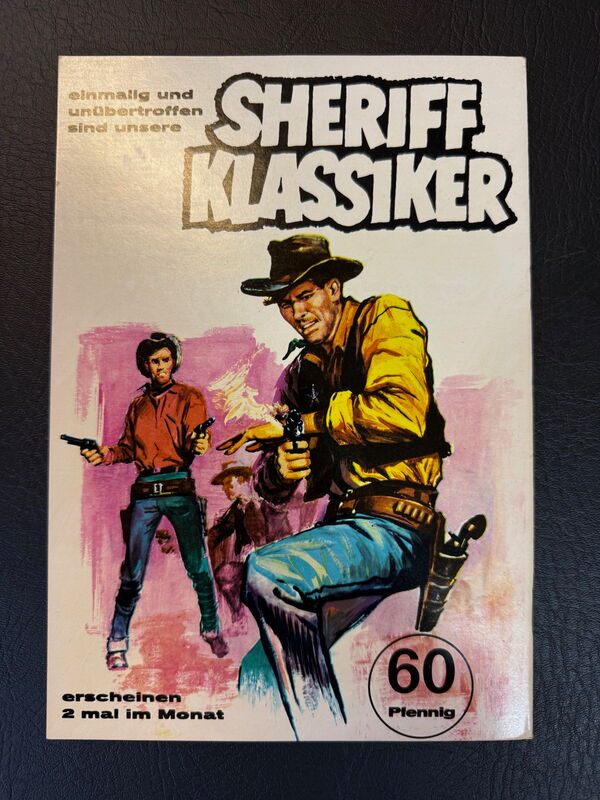 einmalig und
unübertroffen
sind unsere
SHERIFF
KLASSIKER
erscheinen
2 mal im Monat
60
Pfennig